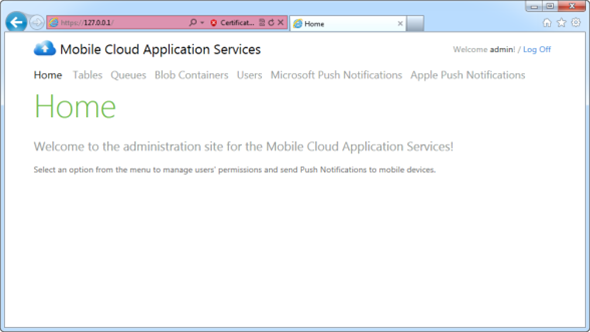 https://127.0.0.1/
Certificat...
Home
Mobile Cloud Application Services
Welcome admin! / Log Off
Home Tables Queues Blob Containers Users Microsoft Push Notifications Apple Push Notifications
Home
Welcome to the administration site for the Mobile Cloud Application Services!
Select an option from the menu to manage users' permissions and send Push Notifications to mobile devices.